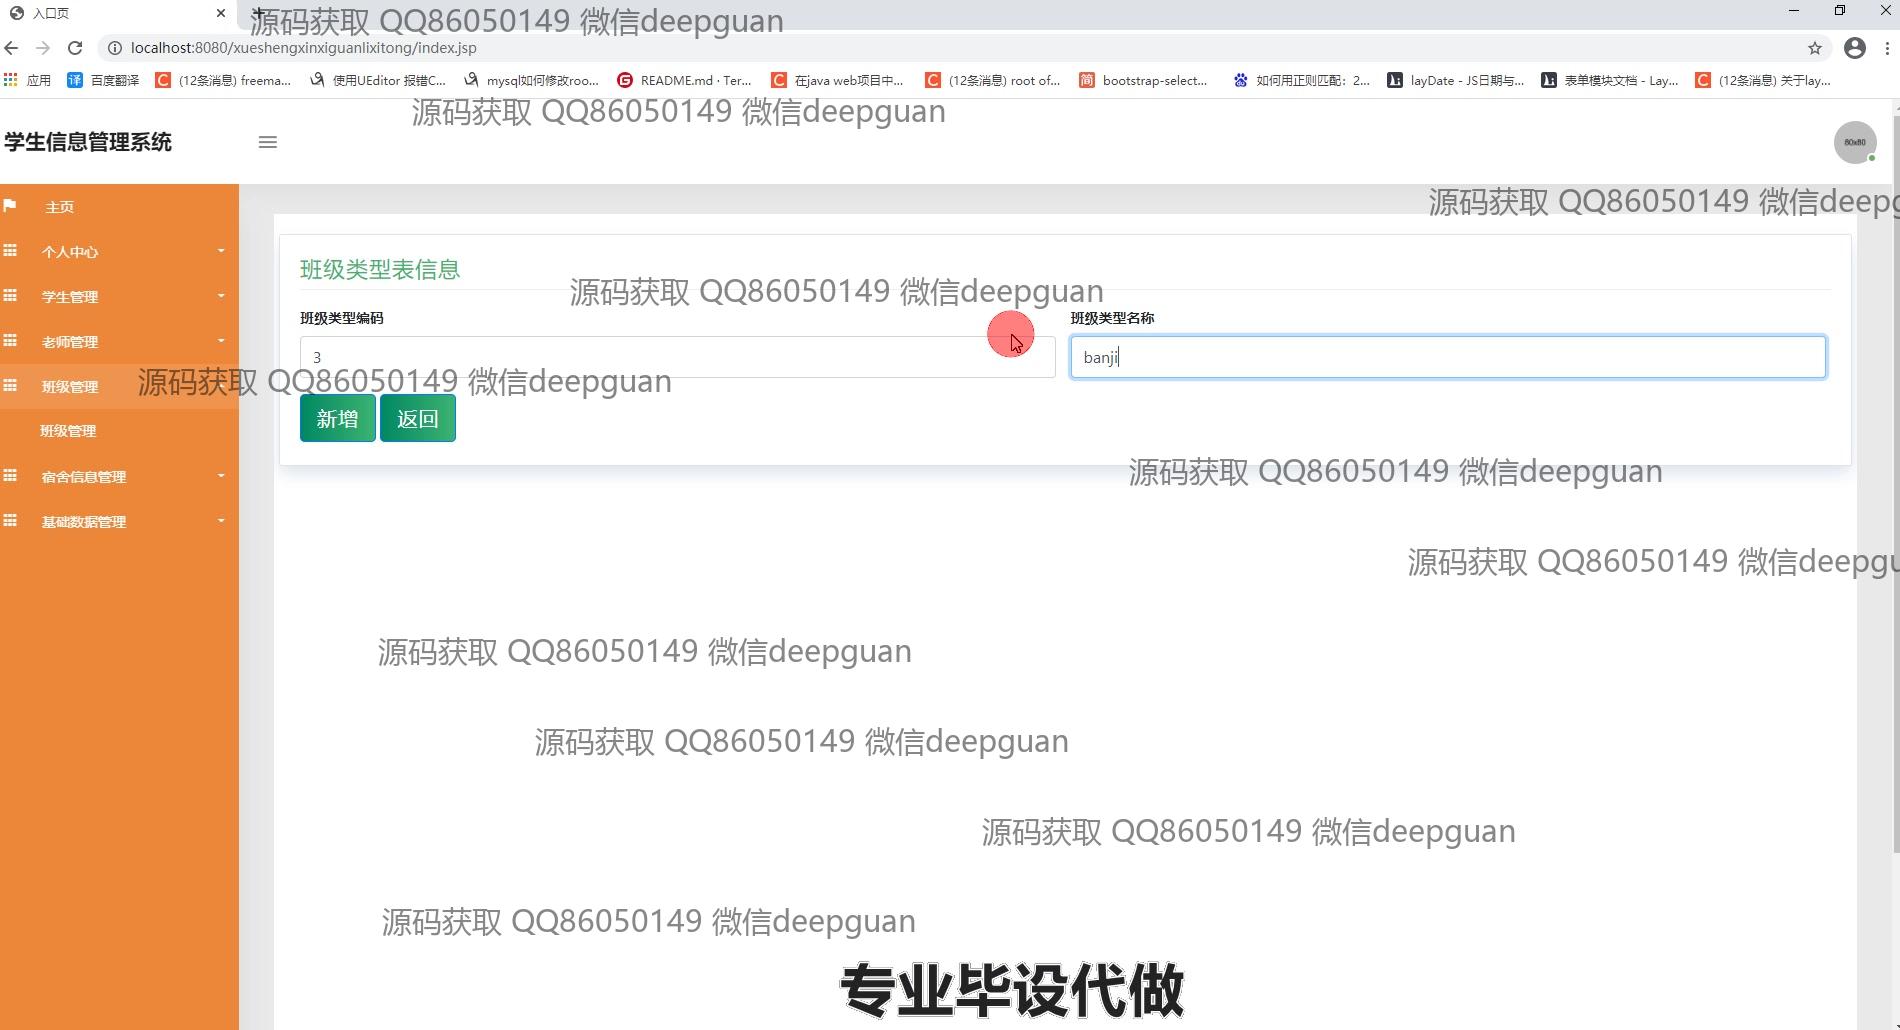 入口页
源码获取 QQ86050149 微信deepguan
localhost:8080/xueshengxinxiguanlixitong/index.jsp
应用
百度翻译
(12条消息) freema...
使用UEditor 报错C...
mysql如何修改roo...
README.md · Ter...
在java web项目中...
(12条消息) root of...
bootstrap-select...
如何用正则匹配：2...
layDate - JS日期与...
表单模块文档 - Lay...
(12条消息) 关于lay...
源码获取 QQ86050149 微信deepguan
学生信息管理系统
80x80
源码获取 QQ86050149 微信deepg
主页
个人中心
学生管理
老师管理
班级管理
班级管理
宿舍信息管理
基础数据管理
班级类型表信息
源码获取 QQ86050149 微信deepguan
班级类型编码
班级类型名称
3
banji
源码获取 QQ86050149 微信deepguan
新增
返回
源码获取 QQ86050149 微信deepguan
源码获取 QQ86050149 微信deepgu
源码获取 QQ86050149 微信deepguan
源码获取 QQ86050149 微信deepguan
源码获取 QQ86050149 微信deepguan
源码获取 QQ86050149 微信deepguan
专业毕设代做